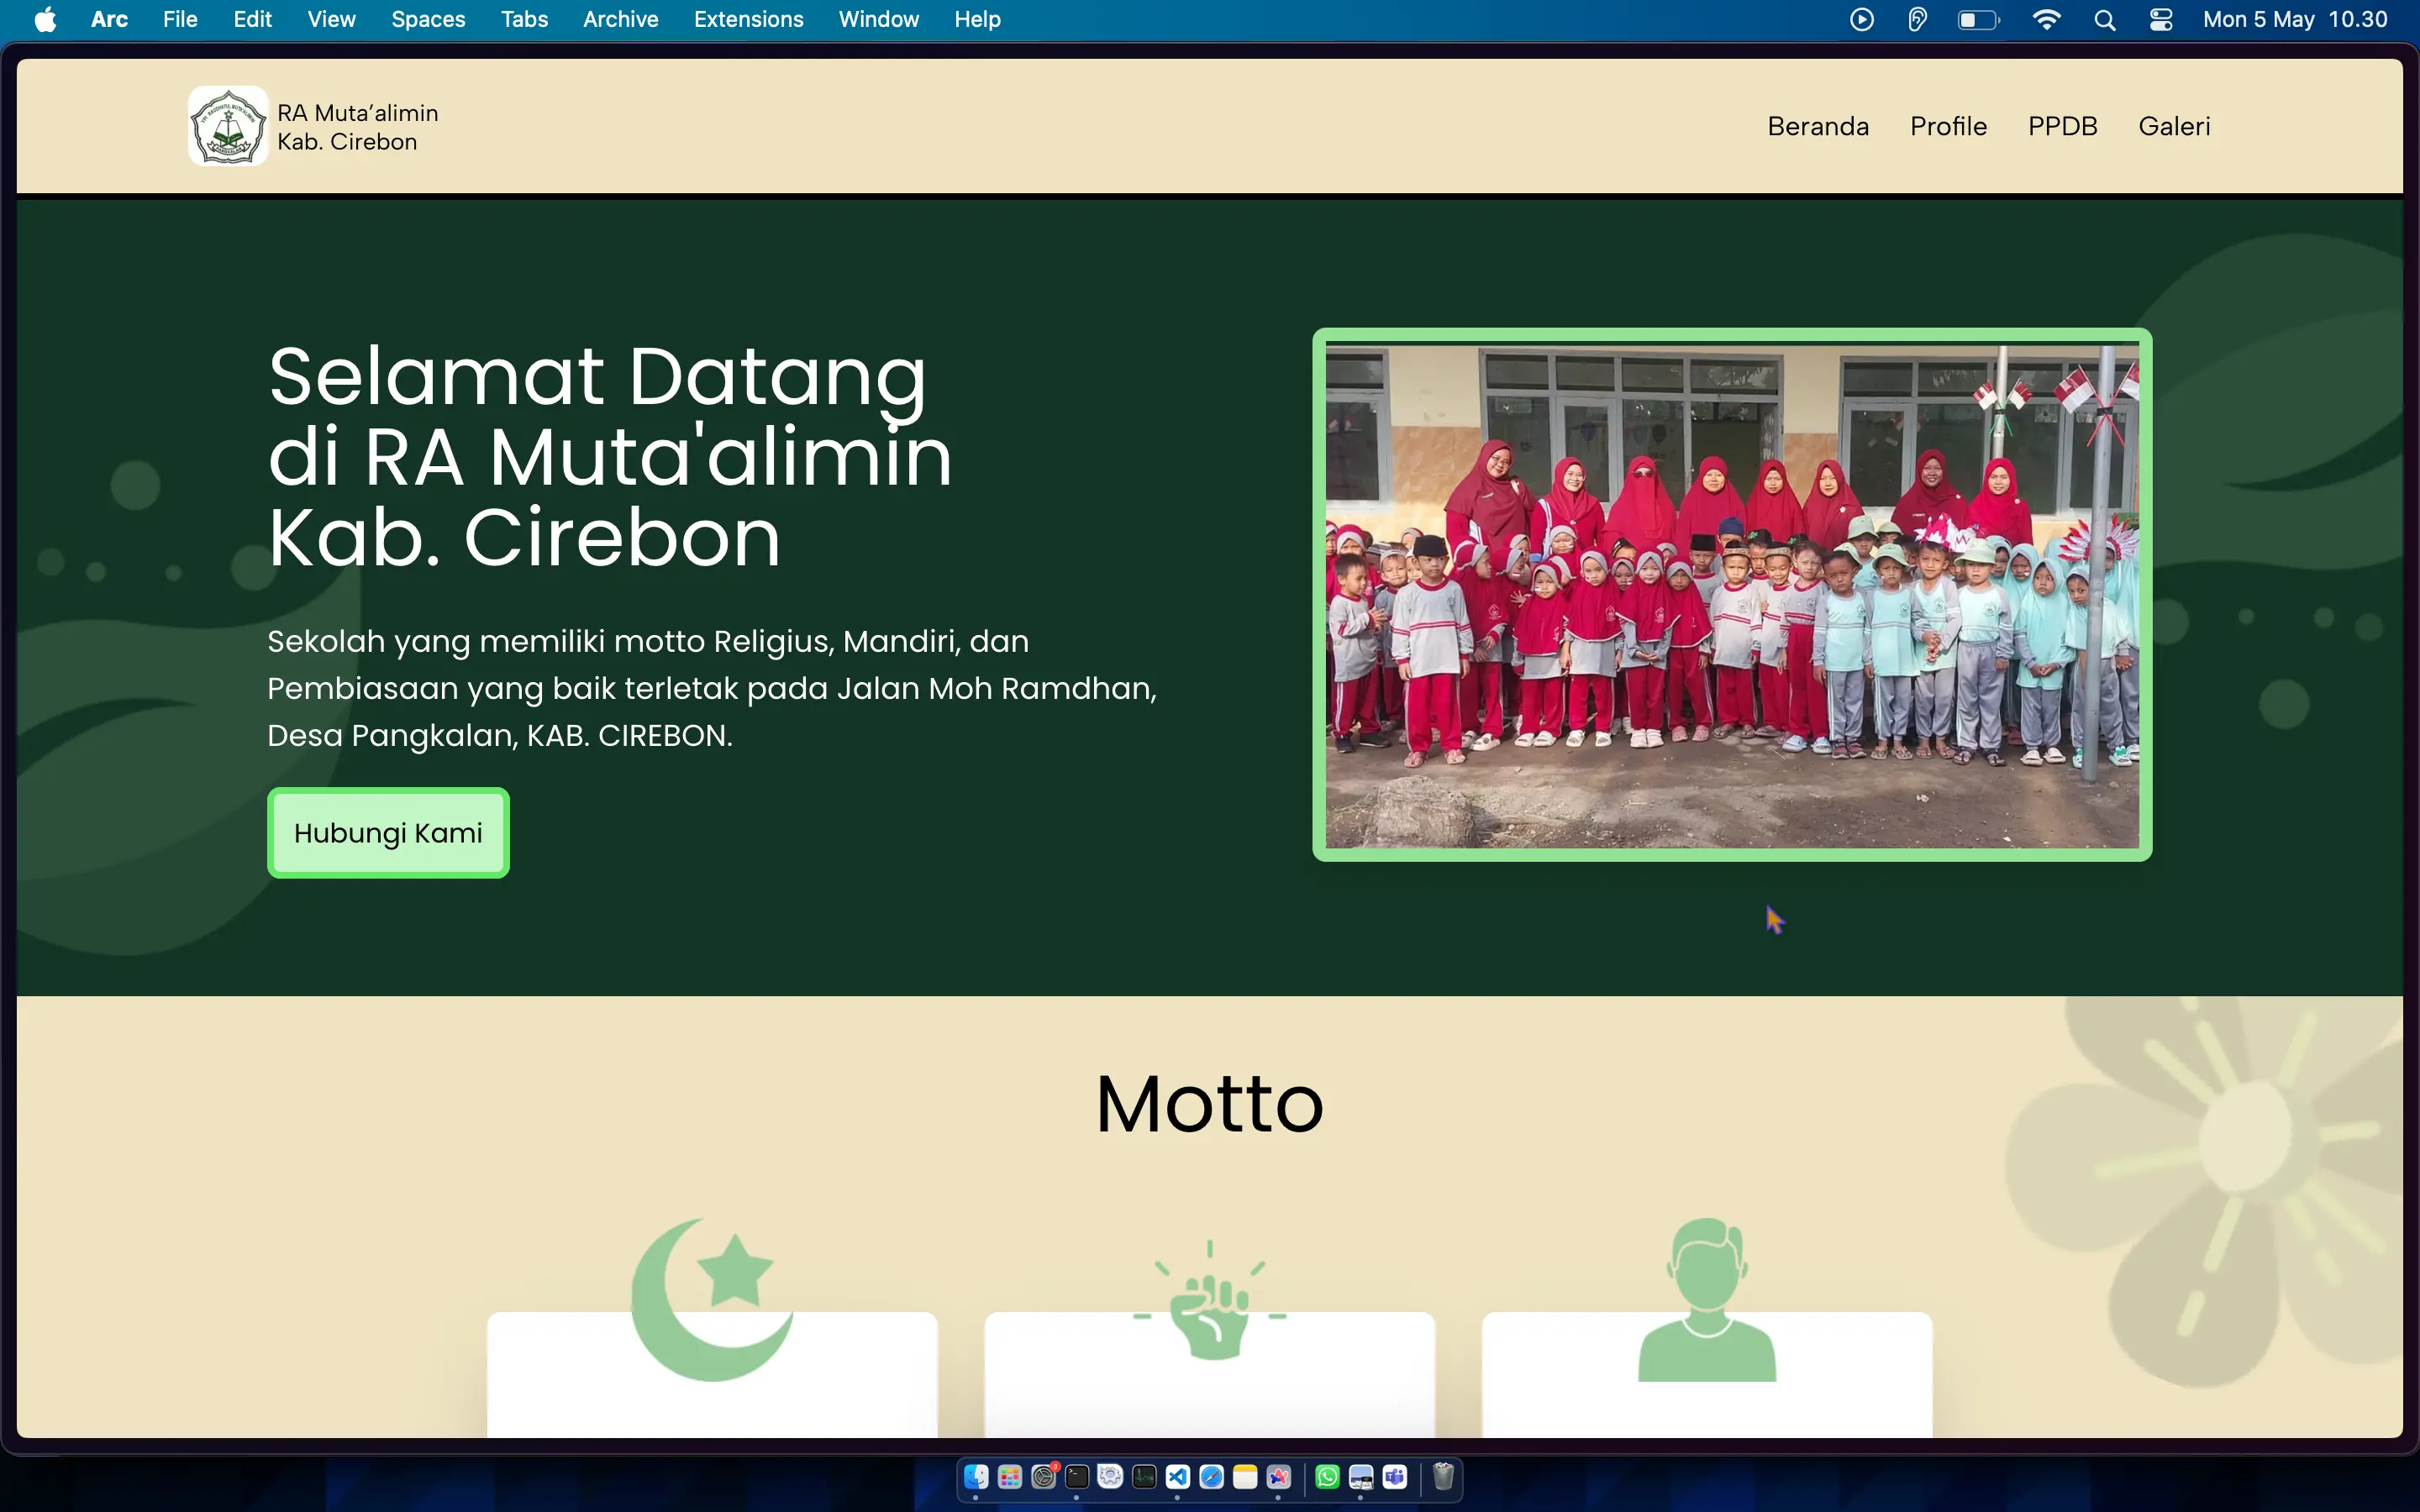 Arc File Edit View Spaces Tabs Archive Extensions Window Help Mon 5 May 10.30
RA Muta’alimin
Kab. Cirebon
Beranda Profile PPDB Galeri
Selamat Datang
di RA Muta'alimin
Kab. Cirebon
Sekolah yang memiliki motto Religius, Mandiri, dan
Pembiasaan yang baik terletak pada Jalan Moh Ramdhan,
Desa Pangkalan, KAB. CIREBON.
Hubungi Kami
Motto